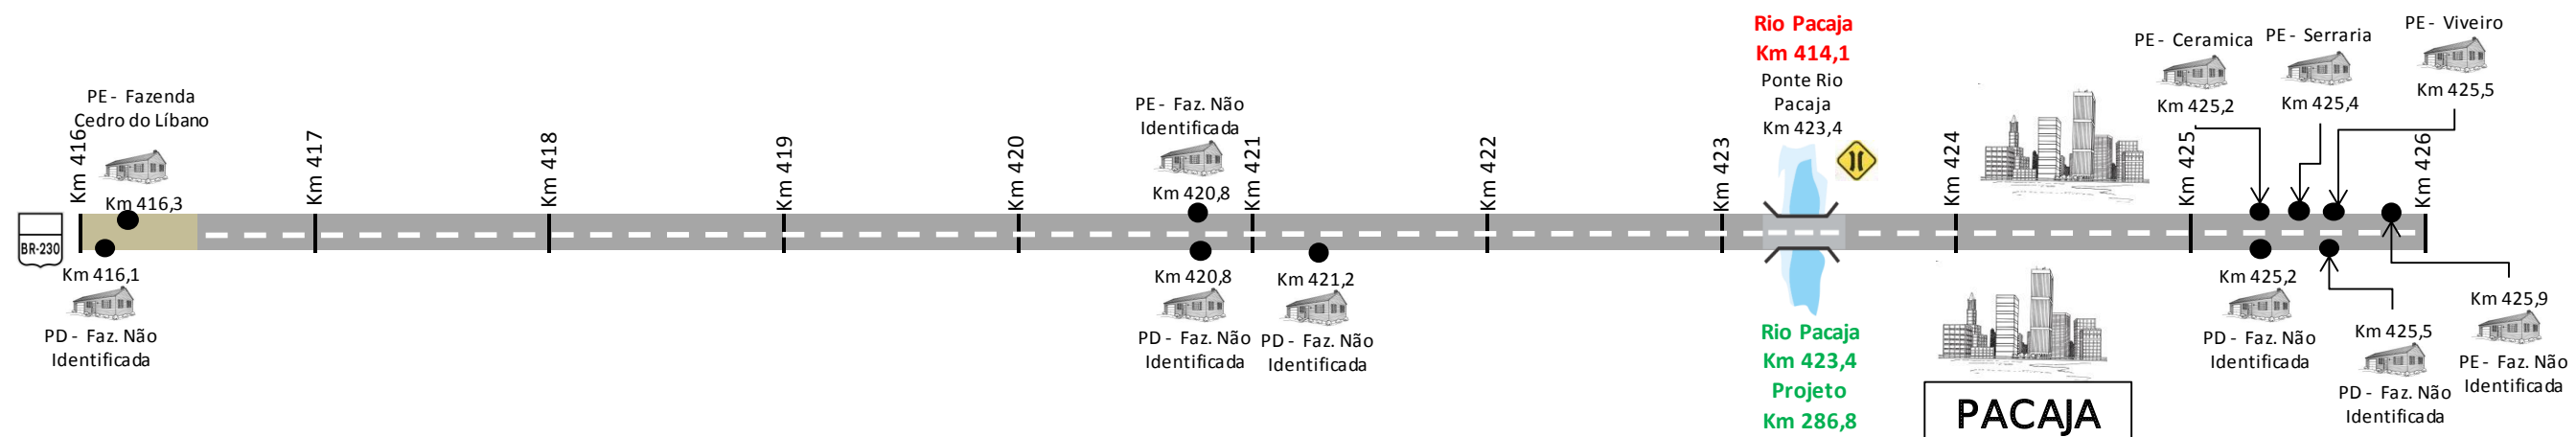 BR-230
Km 416
PE - Fazenda
Cedro do Líbano
Km 416,3
Km 416,1
PD - Faz. Não
Identificada
Km 417
Km 418
Km 419
Km 420
PE - Faz. Não
Identificada
Km 420,8
Km 420,8
PD - Faz. Não
Identificada
Km 421
Km 421,2
PD - Faz. Não
Identificada
Km 422
Km 423
Rio Pacaja
Km 414,1
Ponte Rio
Pacaja
Km 423,4
Rio Pacaja
Km 423,4
Projeto
Km 286,8
Km 424
PACAJA
Km 425
PE - Ceramica
Km 425,2
PE - Serraria
Km 425,4
PE - Viveiro
Km 425,5
Km 426
Km 425,2
PD - Faz. Não
Identificada
Km 425,5
PD - Faz. Não
Identificada
Km 425,9
PE - Faz. Não
Identificada